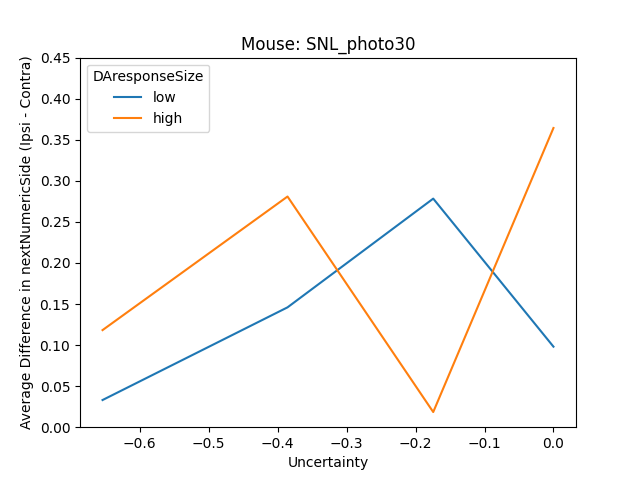 Mouse: SNL_photo30
Average Difference in nextNumericSide (Ipsi - Contra)
0.45
0.40
0.35
0.30
0.25
0.20
0.15
0.10
0.05
0.00
DAresponseSize
low
high
−0.6 −0.5 −0.4 −0.3 −0.2 −0.1 0.0
Uncertainty